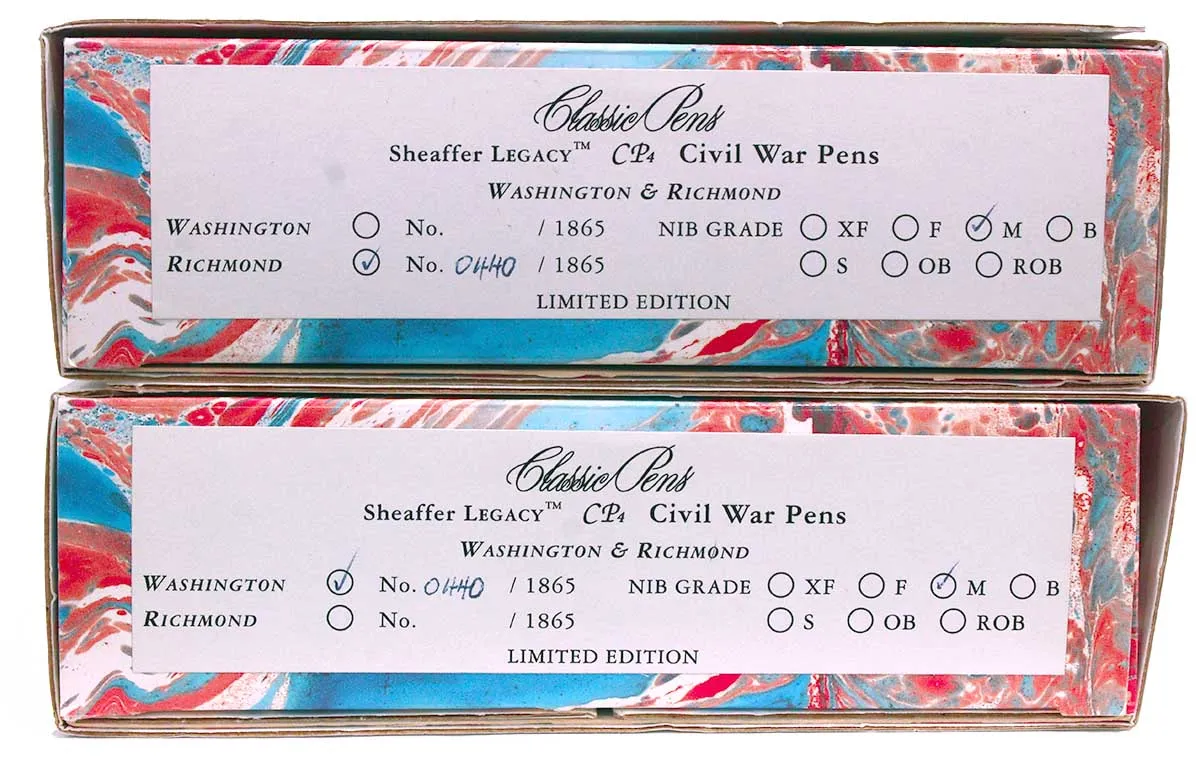 Classic Pens
Sheaffer LEGACY™ CP4 Civil War Pens
WASHINGTON & RICHMOND
WASHINGTON ○ No. / 1865 NIB GRADE ○ XF ○ F ✓ M ○ B
RICHMOND ✓ No. 0440 / 1865 ○ S ○ OB ○ ROB
LIMITED EDITION
Classic Pens
Sheaffer LEGACY™ CP4 Civil War Pens
WASHINGTON & RICHMOND
WASHINGTON ✓ No. 0440 / 1865 NIB GRADE ○ XF ○ F ✓ M ○ B
RICHMOND ○ No. / 1865 ○ S ○ OB ○ ROB
LIMITED EDITION